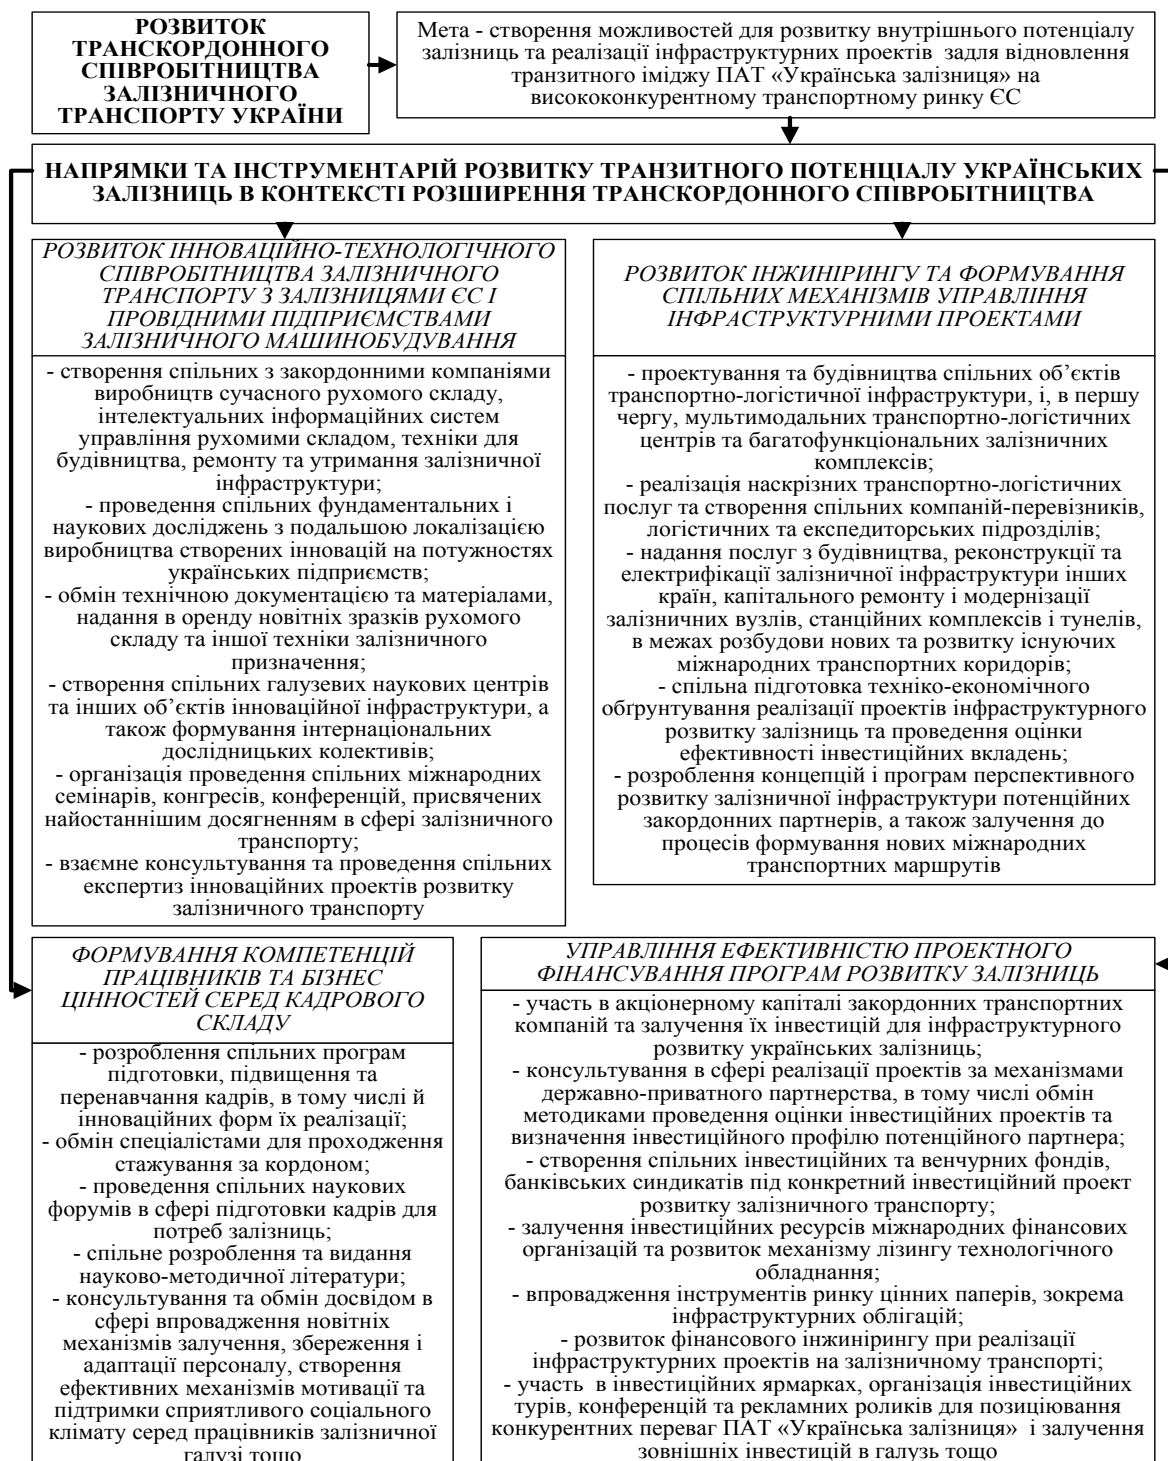 РОЗВИТОК
ТРАНСКОРДОННОГО
СПІВРОБІТНИЦТВА
ЗАЛІЗНИЧНОГО
ТРАНСПОРТУ УКРАЇНИ
Мета - створення можливостей для розвитку внутрішнього потенціалу
залізниць та реалізації інфраструктурних проектів задля відновлення
транзитного іміджу ПАТ «Українська залізниця» на
висококонкурентному транспортному ринку ЄС
НАПРЯМКИ ТА ІНСТРУМЕНТАРІЙ РОЗВИТКУ ТРАНЗИТНОГО ПОТЕНЦІАЛУ УКРАЇНСЬКИХ
ЗАЛІЗНИЦЬ В КОНТЕКСТІ РОЗШИРЕННЯ ТРАНСКОРДОННОГО СПІВРОБІТНИЦТВА
РОЗВИТОК ІННОВАЦІЙНО-ТЕХНОЛОГІЧНОГО
СПІВРОБІТНИЦТВА ЗАЛІЗНИЧНОГО
ТРАНСПОРТУ З ЗАЛІЗНИЦЯМИ ЄС І
ПРОВІДНИМИ ПІДПРИЄМСТВАМИ
ЗАЛІЗНИЧНОГО МАШИНОБУДУВАННЯ
- створення спільних з закордонними компаніями
виробництв сучасного рухомого складу,
інтелектуальних інформаційних систем
управління рухомими складом, техніки для
будівництва, ремонту та утримання залізничної
інфраструктури;
- проведення спільних фундаментальних і
наукових досліджень з подальшою локалізацією
виробництва створених інновацій на потужностях
українських підприємств;
- обмін технічною документацією та матеріалами,
надання в оренду новітніх зразків рухомого
складу та іншої техніки залізничного
призначення;
- створення спільних галузевих наукових центрів
та інших об’єктів інноваційної інфраструктури, а
також формування інтернаціональних
дослідницьких колективів;
- організація проведення спільних міжнародних
семінарів, конгресів, конференцій, присвячених
найостаннішим досягненням в сфері залізничного
транспорту;
- взаємне консультування та проведення спільних
експертиз інноваційних проектів розвитку
залізничного транспорту
РОЗВИТОК ІНЖИНІРИНГУ ТА ФОРМУВАННЯ
СПІЛЬНИХ МЕХАНІЗМІВ УПРАВЛІННЯ
ІНФРАСТРУКТУРНИМИ ПРОЕКТАМИ
- проектування та будівництва спільних об’єктів
транспортно-логістичної інфраструктури, і, в першу
чергу, мультимодальних транспортно-логістичних
центрів та багатофункціональних залізничних
комплексів;
- реалізація наскрізних транспортно-логістичних
послуг та створення спільних компаній-перевізників,
логістичних та експедиторських підрозділів;
- надання послуг з будівництва, реконструкції та
електрифікації залізничної інфраструктури інших
країн, капітального ремонту і модернізації
залізничних вузлів, станційних комплексів і тунелів,
в межах розбудови нових та розвитку існуючих
міжнародних транспортних коридорів;
- спільна підготовка техніко-економічного
обґрунтування реалізації проектів інфраструктурного
розвитку залізниць та проведення оцінки
ефективності інвестиційних вкладень;
- розроблення концепцій і програм перспективного
розвитку залізничної інфраструктури потенційних
закордонних партнерів, а також залучення до
процесів формування нових міжнародних
транспортних маршрутів
ФОРМУВАННЯ КОМПЕТЕНЦІЙ
ПРАЦІВНИКІВ ТА БІЗНЕС
ЦІННОСТЕЙ СЕРЕД КАДРОВОГО
СКЛАДУ
- розроблення спільних програм
підготовки, підвищення та
перенавчання кадрів, в тому числі й
інноваційних форм їх реалізації;
- обмін спеціалістами для проходження
стажування за кордоном;
- проведення спільних наукових
форумів в сфері підготовки кадрів для
потреб залізниць;
- спільне розроблення та видання
науково-методичної літератури;
- консультування та обмін досвідом в
сфері впровадження новітніх
механізмів залучення, збереження і
адаптації персоналу, створення
ефективних механізмів мотивації та
підтримки сприятливого соціального
клімату серед працівників залізничної
галузі тощо
УПРАВЛІННЯ ЕФЕКТИВНІСТЮ ПРОЕКТНОГО
ФІНАНСУВАННЯ ПРОГРАМ РОЗВИТКУ ЗАЛІЗНИЦЬ
- участь в акціонерному капіталі закордонних транспортних
компаній та залучення їх інвестицій для інфраструктурного
розвитку українських залізниць;
- консультування в сфері реалізації проектів за механізмами
державно-приватного партнерства, в тому числі обмін
методиками проведення оцінки інвестиційних проектів та
визначення інвестиційного профілю потенційного партнера;
- створення спільних інвестиційних та венчурних фондів,
банківських синдикатів під конкретний інвестиційний проект
розвитку залізничного транспорту;
- залучення інвестиційних ресурсів міжнародних фінансових
організацій та розвиток механізму лізингу технологічного
обладнання;
- впровадження інструментів ринку цінних паперів, зокрема
інфраструктурних облігацій;
- розвиток фінансового інжинірингу при реалізації
інфраструктурних проектів на залізничному транспорті;
- участь в інвестиційних ярмарках, організація інвестиційних
турів, конференцій та рекламних роликів для позиціювання
конкурентних переваг ПАТ «Українська залізниця» і залучення
зовнішніх інвестицій в галузь тощо